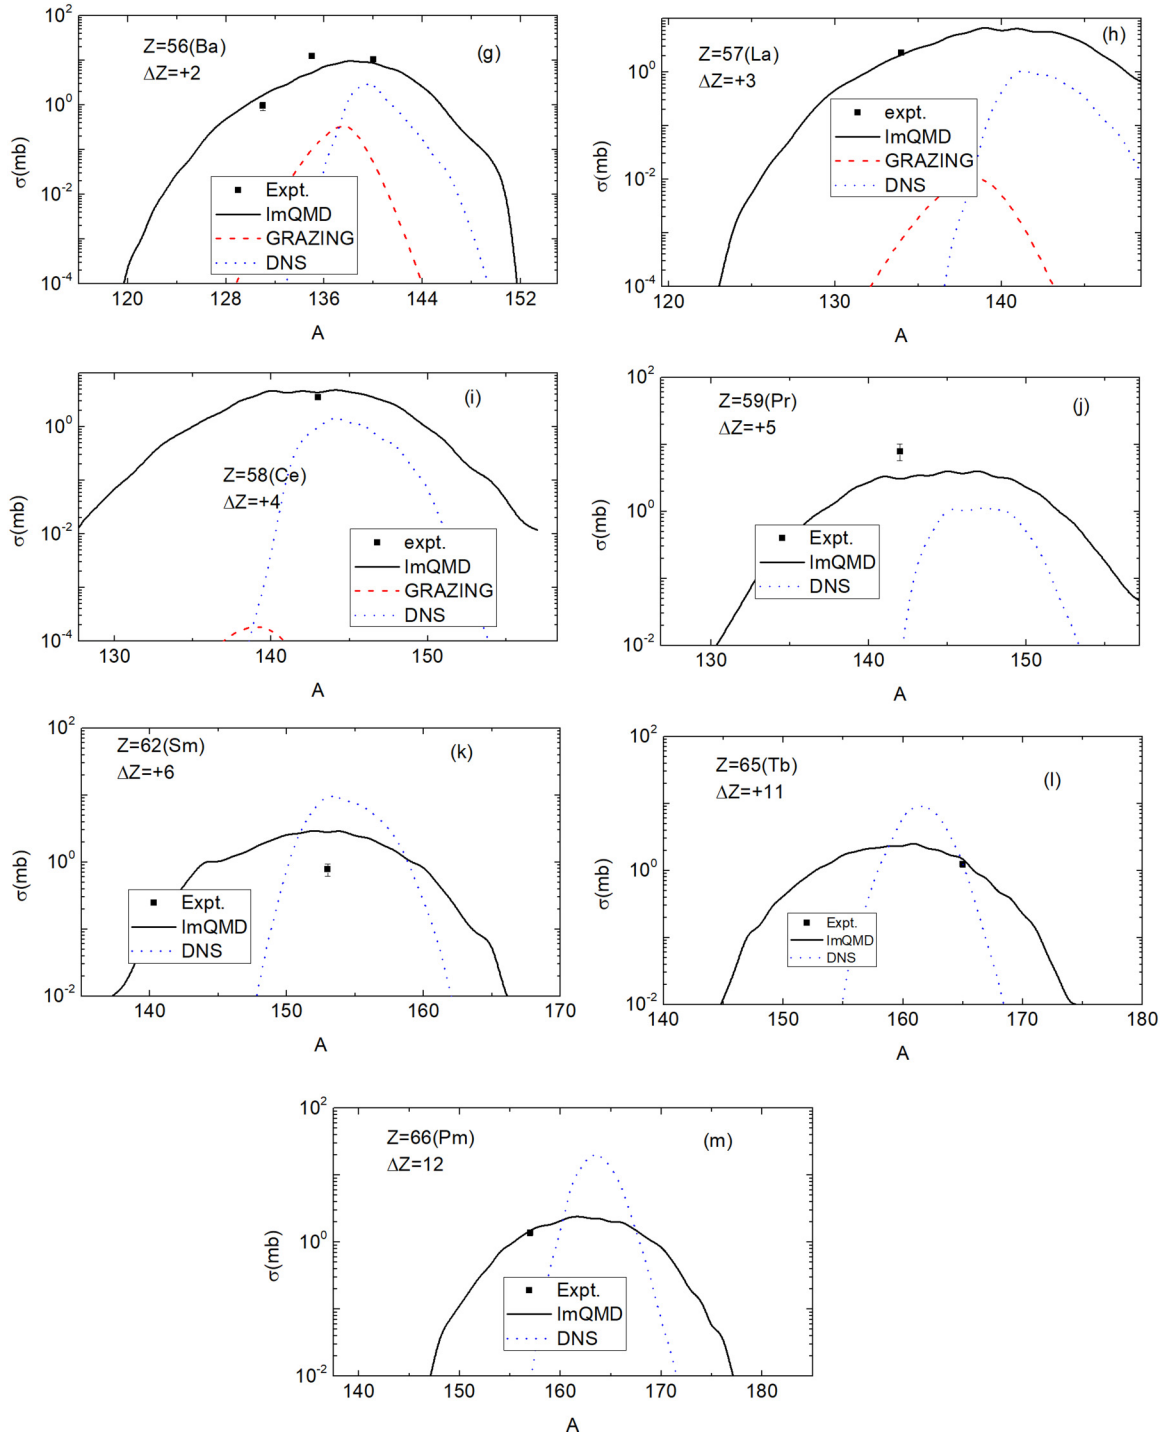 Z=56(Ba)
ΔZ=+2
(g)
10²
10⁰
10⁻²
10⁻⁴
σ(mb)
Expt.
ImQMD
GRAZING
DNS
120 128 136 144 152
A
Z=57(La)
ΔZ=+3
(h)
10⁰
10⁻²
10⁻⁴
σ(mb)
expt.
ImQMD
GRAZING
DNS
120 130 140
A
(i)
Z=58(Ce)
ΔZ=+4
10⁰
10⁻²
10⁻⁴
σ(mb)
expt.
ImQMD
GRAZING
DNS
130 140 150
A
Z=59(Pr)
ΔZ=+5
(j)
10²
10⁰
10⁻²
σ(mb)
Expt.
ImQMD
DNS
130 140 150
A
Z=62(Sm)
ΔZ=+6
(k)
10²
10⁰
10⁻²
σ(mb)
Expt.
ImQMD
DNS
140 150 160 170
A
Z=65(Tb)
ΔZ=+11
(l)
10²
10⁰
10⁻²
σ(mb)
Expt.
ImQMD
DNS
140 150 160 170 180
A
Z=66(Pm)
ΔZ=12
(m)
10²
10⁰
10⁻²
σ(mb)
Expt.
ImQMD
DNS
140 150 160 170 180
A